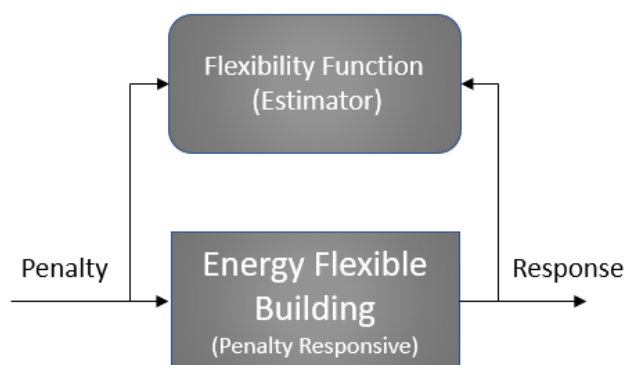 Flexibility Function
(Estimator)
Penalty
Energy Flexible
Building
(Penalty Responsive)
Response